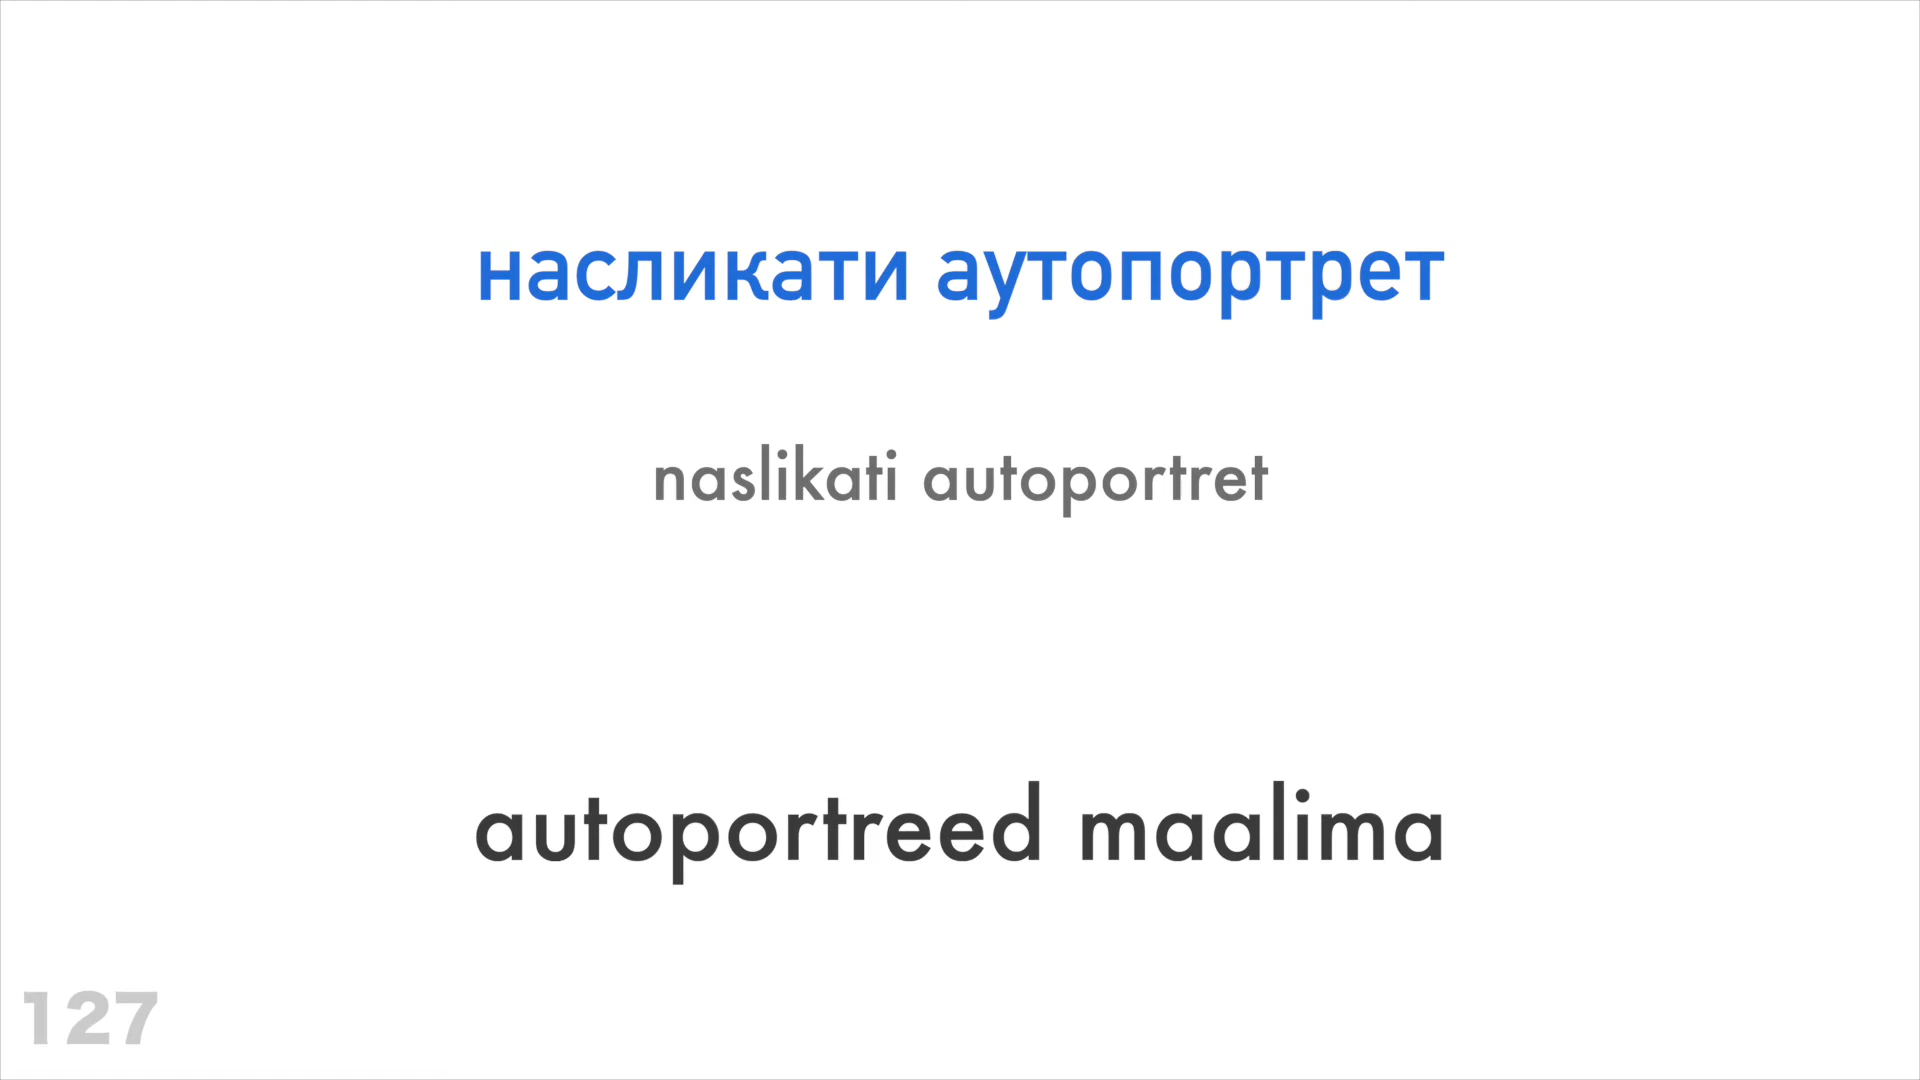 насликати аутопортрет
naslikati autoportret
autoportreed maalima
127